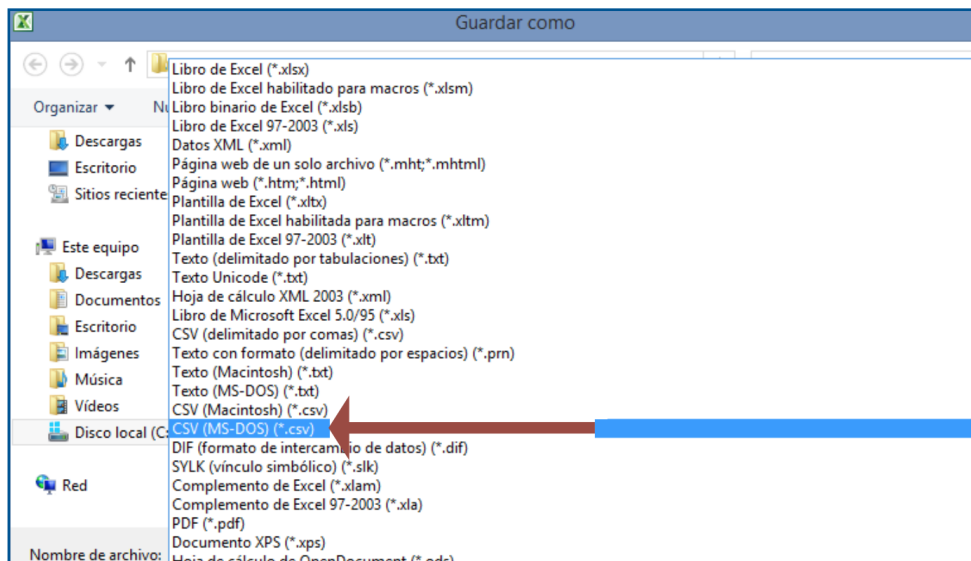 Guardar como
Libro de Excel (*.xlsx)
Libro de Excel habilitado para macros (*.xlsm)
Organizar
Libro binario de Excel (*.xlsb)
Libro de Excel 97-2003 (*.xls)
Descargas
Datos XML (*.xml)
Escritorio
Página web de un solo archivo (*.mht;*.mhtml)
Página web (*.htm;*.html)
Sitios reciente
Plantilla de Excel (*.xltx)
Plantilla de Excel habilitada para macros (*.xltm)
Plantilla de Excel 97-2003 (*.xlt)
Este equipo
Texto (delimitado por tabulaciones) (*.txt)
Descargas
Texto Unicode (*.txt)
Documentos
Hoja de cálculo XML 2003 (*.xml)
Libro de Microsoft Excel 5.0/95 (*.xls)
Escritorio
CSV (delimitado por comas) (*.csv)
Imágenes
Texto con formato (delimitado por espacios) (*.prn)
Texto (Macintosh) (*.txt)
Música
Texto (MS-DOS) (*.txt)
Vídeos
CSV (Macintosh) (*.csv)
Disco local (C:
CSV (MS-DOS) (*.csv)
DIF (formato de intercambio de datos) (*.dif)
SYLK (vínculo simbólico) (*.slk)
Red
Complemento de Excel (*.xlam)
Complemento de Excel 97-2003 (*.xla)
PDF (*.pdf)
Documento XPS (*.xps)
Nombre de archivo:
Hoja de cálculo de OpenDocument (*.ods)